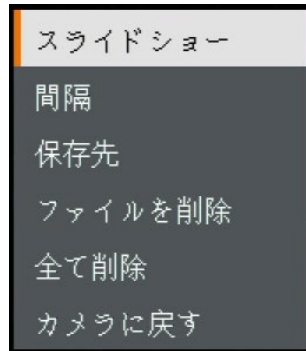 スライドショー
間隔
保存先
ファイルを削除
全て削除
カメラに戻す